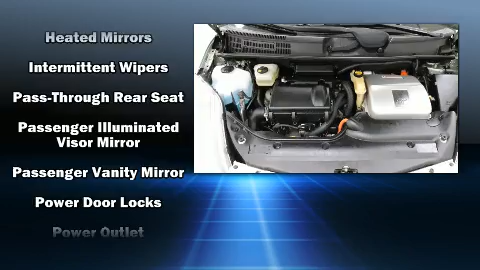 Heated Mirrors
Intermittent Wipers
Pass-Through Rear Seat
Passenger Illuminated
Visor Mirror
Passenger Vanity Mirror
Power Door Locks
Power Outlet